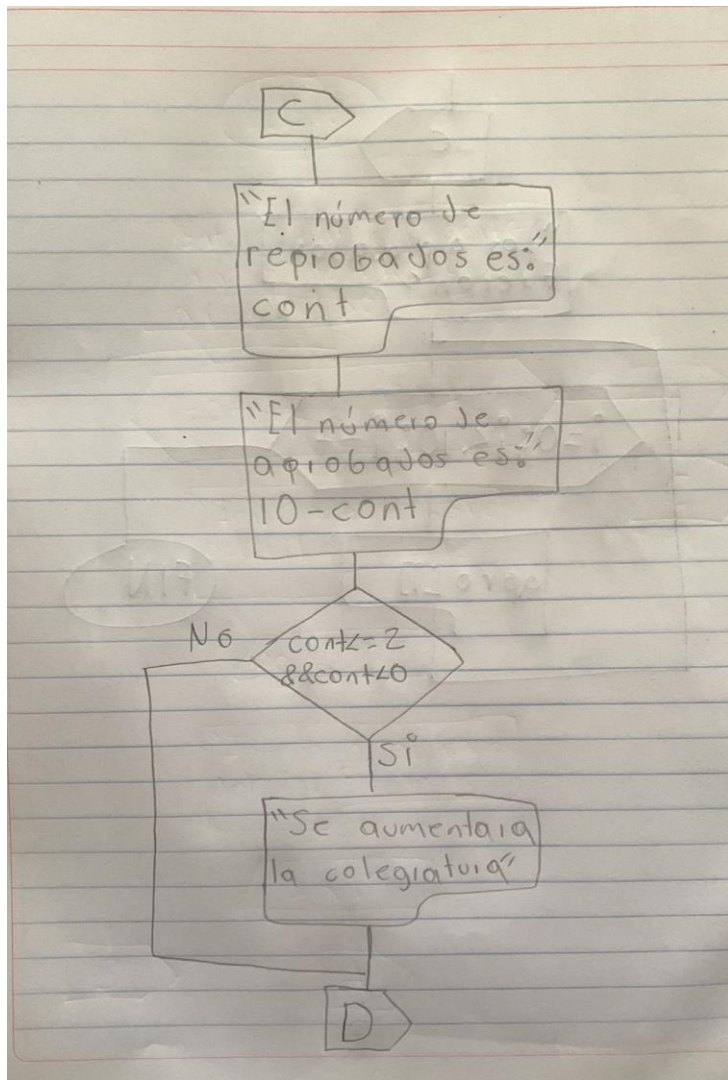 C
"El número de
reprobados es:"
cont
"El número de
aprobados es:"
10-cont
No
cont<=2
&&cont<0
Si
"Se aumentara
la colegiatura"
D